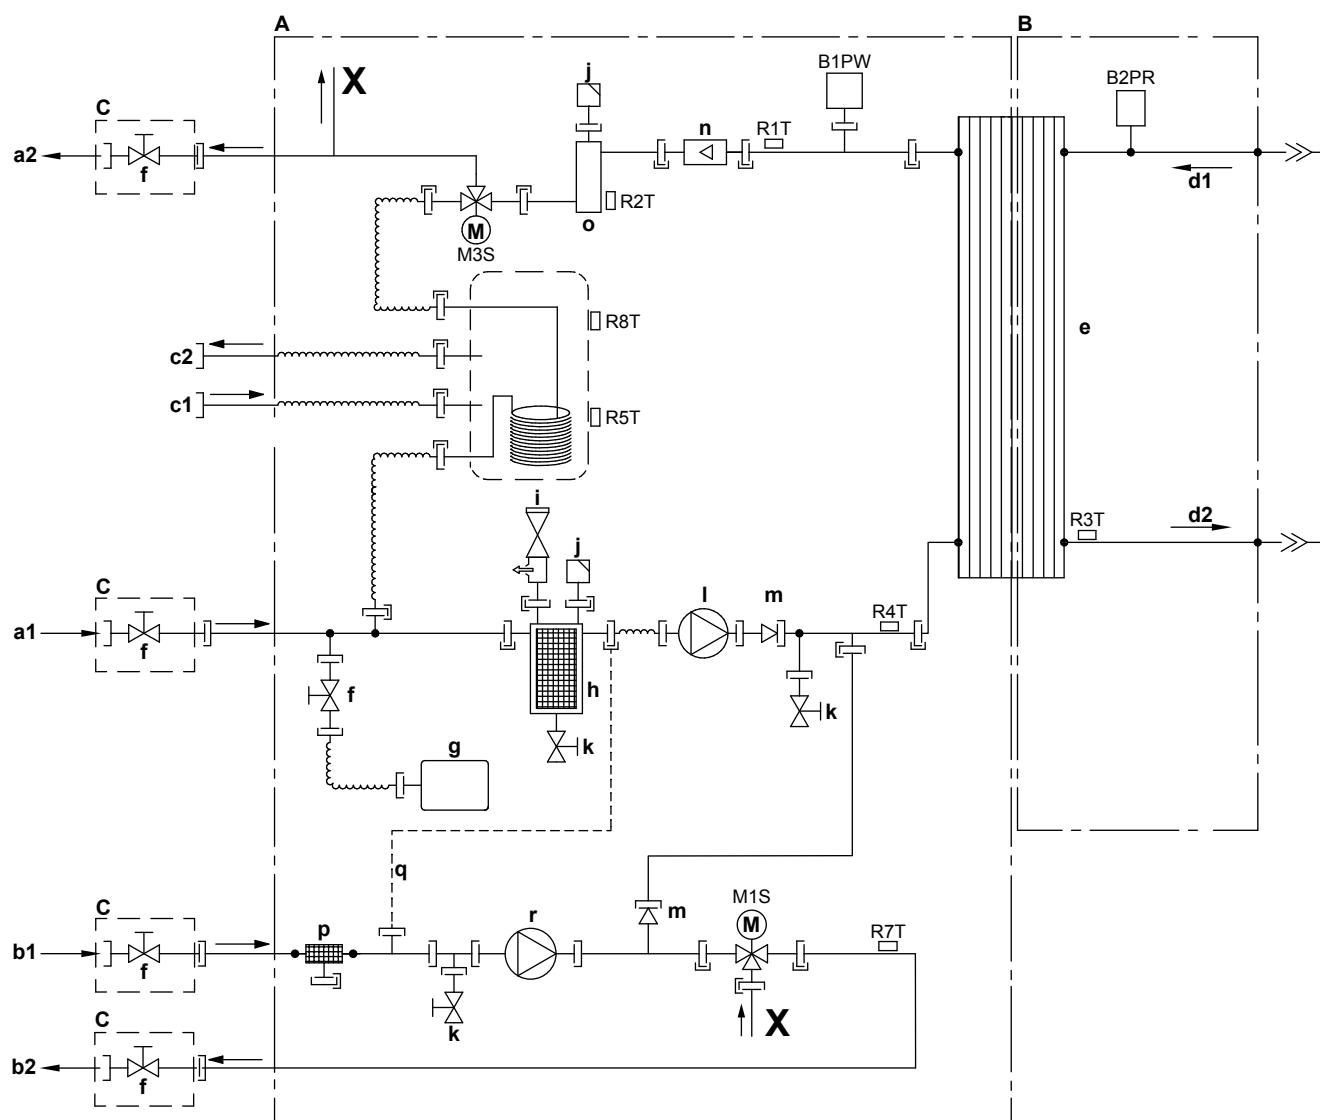 A
B
X
j
B1PW
B2PR
C
n
R1T
a2
f
d1
R2T
o
M
M3S
R8T
c2
e
c1
R5T
i
d2
R3T
j
C
l
m
R4T
a1
f
f
h
k
k
g
q
M1S
C
p
r
m
M
R7T
b1
f
k
X
C
b2
f